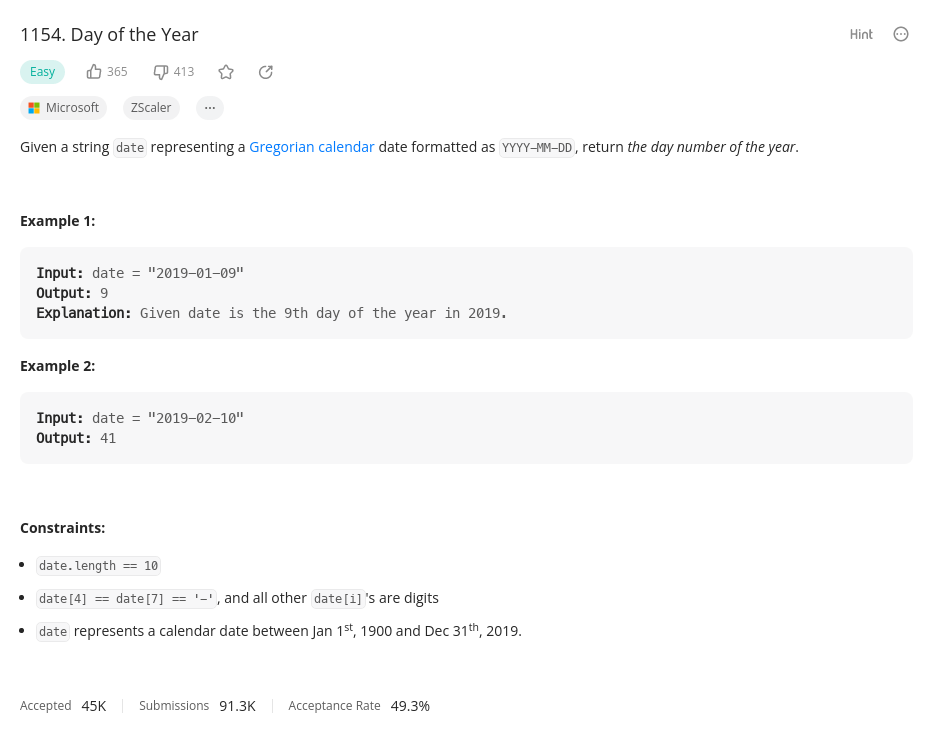 1154. Day of the Year
Hint
Easy
365
413
Microsoft
ZScaler
Given a string date representing a Gregorian calendar date formatted as YYYY-MM-DD, return the day number of the year.
Example 1:
Input: date = "2019-01-09"
Output: 9
Explanation: Given date is the 9th day of the year in 2019.
Example 2:
Input: date = "2019-02-10"
Output: 41
Constraints:
• date.length == 10
• date[4] == date[7] == '-', and all other date[i]'s are digits
• date represents a calendar date between Jan 1st, 1900 and Dec 31th, 2019.
Accepted 45K Submissions 91.3K Acceptance Rate 49.3%